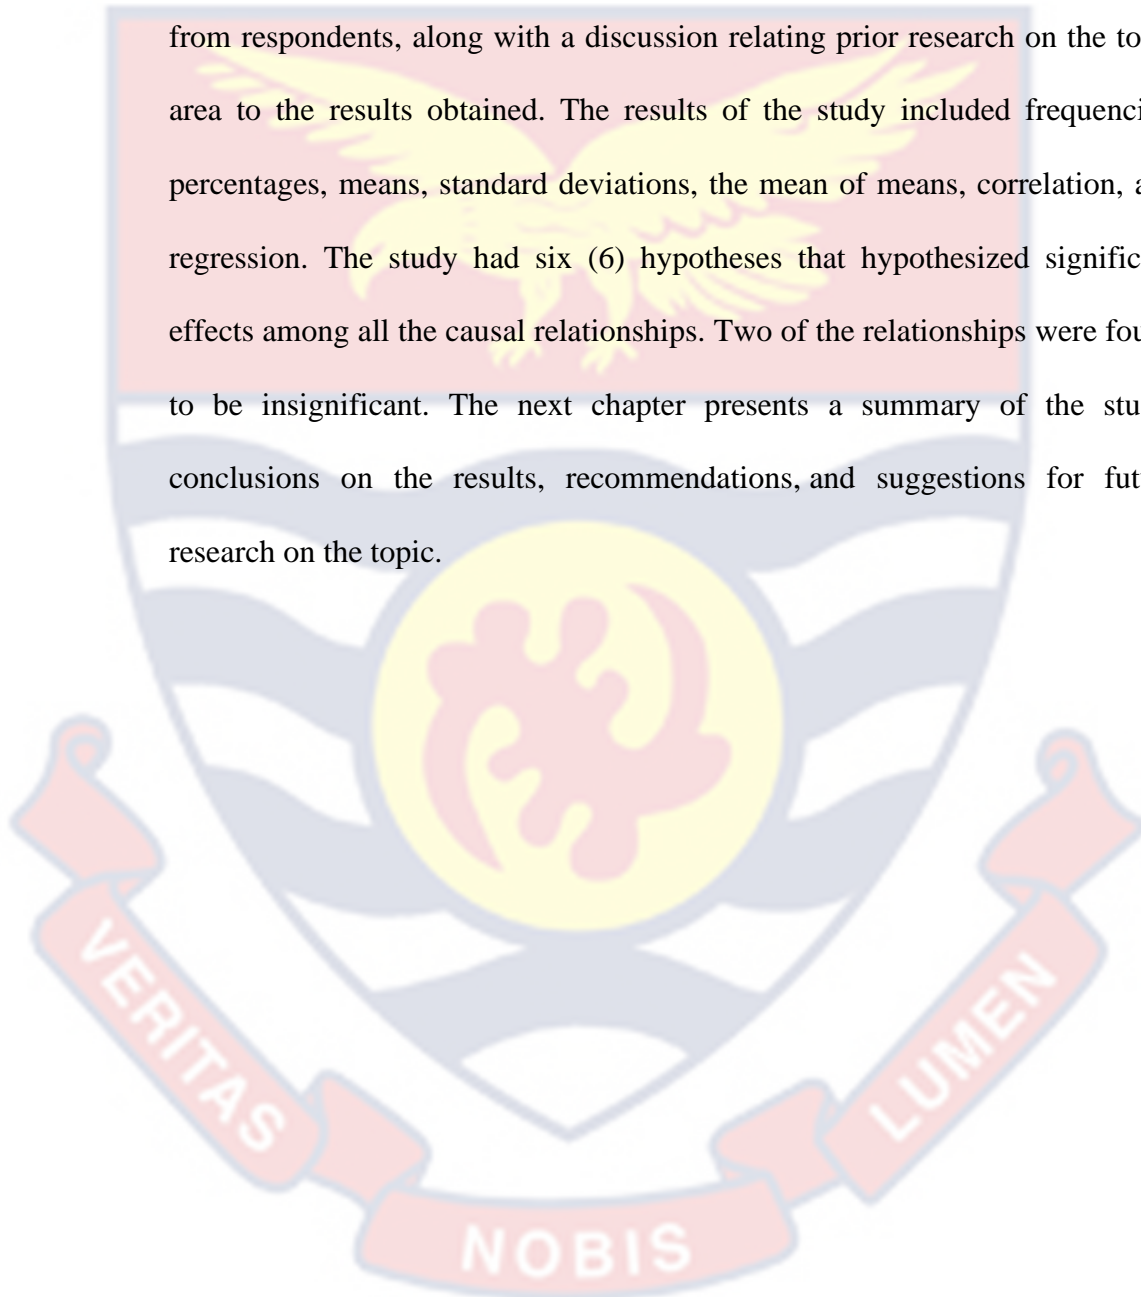 from respondents, along with a discussion relating prior research on the to
area to the results obtained. The results of the study included frequenci
percentages, means, standard deviations, the mean of means, correlation, a
regression. The study had six (6) hypotheses that hypothesized signific
effects among all the causal relationships. Two of the relationships were fou
to be insignificant. The next chapter presents a summary of the stu
conclusions on the results, recommendations, and suggestions for fut
research on the topic.
VERITAS
NOBIS
LUMEN